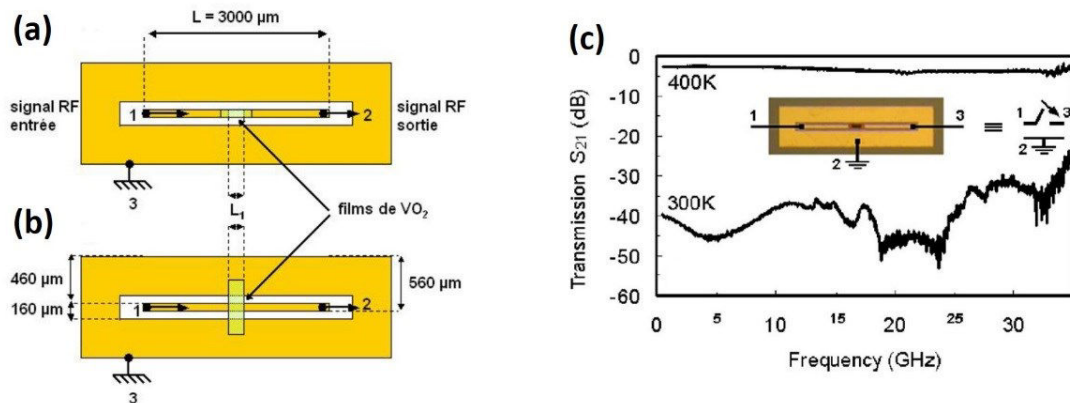 (a)
L = 3000 µm
signal RF
entrée
1
2
signal RF
sortie
3
L1
films de VO2
(b)
460 µm
160 µm
560 µm
1
2
3
(c)
Transmission S21 (dB)
0
-10
-20
-30
-40
-50
-60
400K
300K
1
3
2
≡
1
3
2
0
5
10
15
20
25
30
Frequency (GHz)